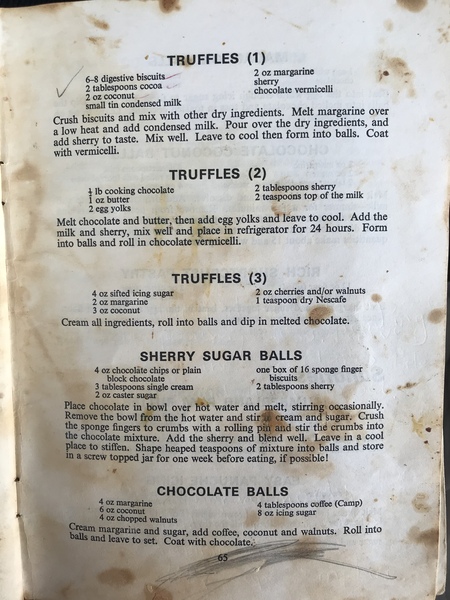 TRUFFLES (1)
6–8 digestive biscuits
2 tablespoons cocoa
2 oz coconut
small tin condensed milk
2 oz margarine
sherry
chocolate vermicelli
Crush biscuits and mix with other dry ingredients. Melt margarine over
a low heat and add condensed milk. Pour over the dry ingredients, and
add sherry to taste. Mix well. Leave to cool then form into balls. Coat
with vermicelli.
TRUFFLES (2)
½ lb cooking chocolate
1 oz butter
2 egg yolks
2 tablespoons sherry
2 teaspoons top of the milk
Melt chocolate and butter, then add egg yolks and leave to cool. Add the
milk and sherry, mix well and place in refrigerator for 24 hours. Form
into balls and roll in chocolate vermicelli.
TRUFFLES (3)
4 oz sifted icing sugar
2 oz margarine
3 oz coconut
2 oz cherries and/or walnuts
1 teaspoon dry Nescafe
Cream all ingredients, roll into balls and dip in melted chocolate.
SHERRY SUGAR BALLS
4 oz chocolate chips or plain
block chocolate
3 tablespoons single cream
2 oz caster sugar
one box of 16 sponge finger
biscuits
2 tablespoons sherry
Place chocolate in bowl over hot water and melt, stirring occasionally.
Remove the bowl from the hot water and stir in cream and sugar. Crush
the sponge fingers to crumbs with a rolling pin and stir the crumbs into
the chocolate mixture. Add the sherry and blend well. Leave in a cool
place to stiffen. Shape heaped teaspoons of mixture into balls and store
in a screw topped jar for one week before eating, if possible!
CHOCOLATE BALLS
4 oz margarine
6 oz coconut
4 oz chopped walnuts
4 tablespoons coffee (Camp)
8 oz icing sugar
Cream margarine and sugar, add coffee, coconut and walnuts. Roll into
balls and leave to set. Coat with chocolate.
65